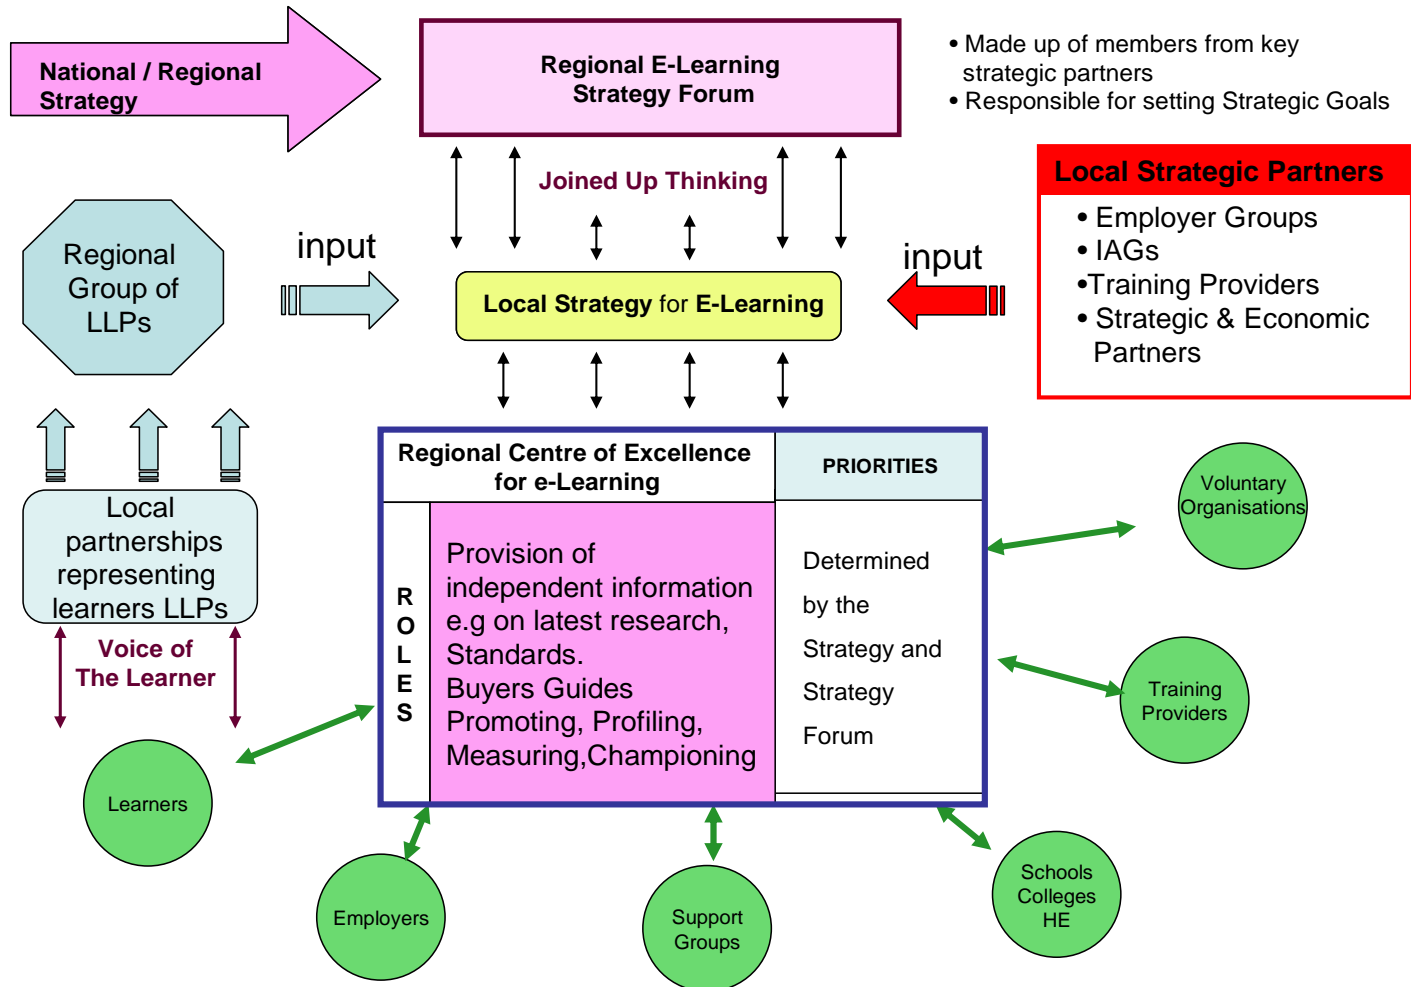 National / Regional
Strategy
Regional E-Learning
Strategy Forum
• Made up of members from key
strategic partners
• Responsible for setting Strategic Goals
Joined Up Thinking
Local Strategic Partners
• Employer Groups
• IAGs
•Training Providers
• Strategic & Economic
Partners
Regional
Group of
LLPs
input
input
Local Strategy for E-Learning
Regional Centre of Excellence
for e-Learning
PRIORITIES
Local
partnerships
representing
learners LLPs
Voice of
The Learner
R
O
L
E
S
Provision of
independent information
e.g on latest research,
Standards.
Buyers Guides
Promoting, Profiling,
Measuring,Championing
Determined
by the
Strategy and
Strategy
Forum
Voluntary
Organisations
Training
Providers
Learners
Employers
Support
Groups
Schools
Colleges
HE